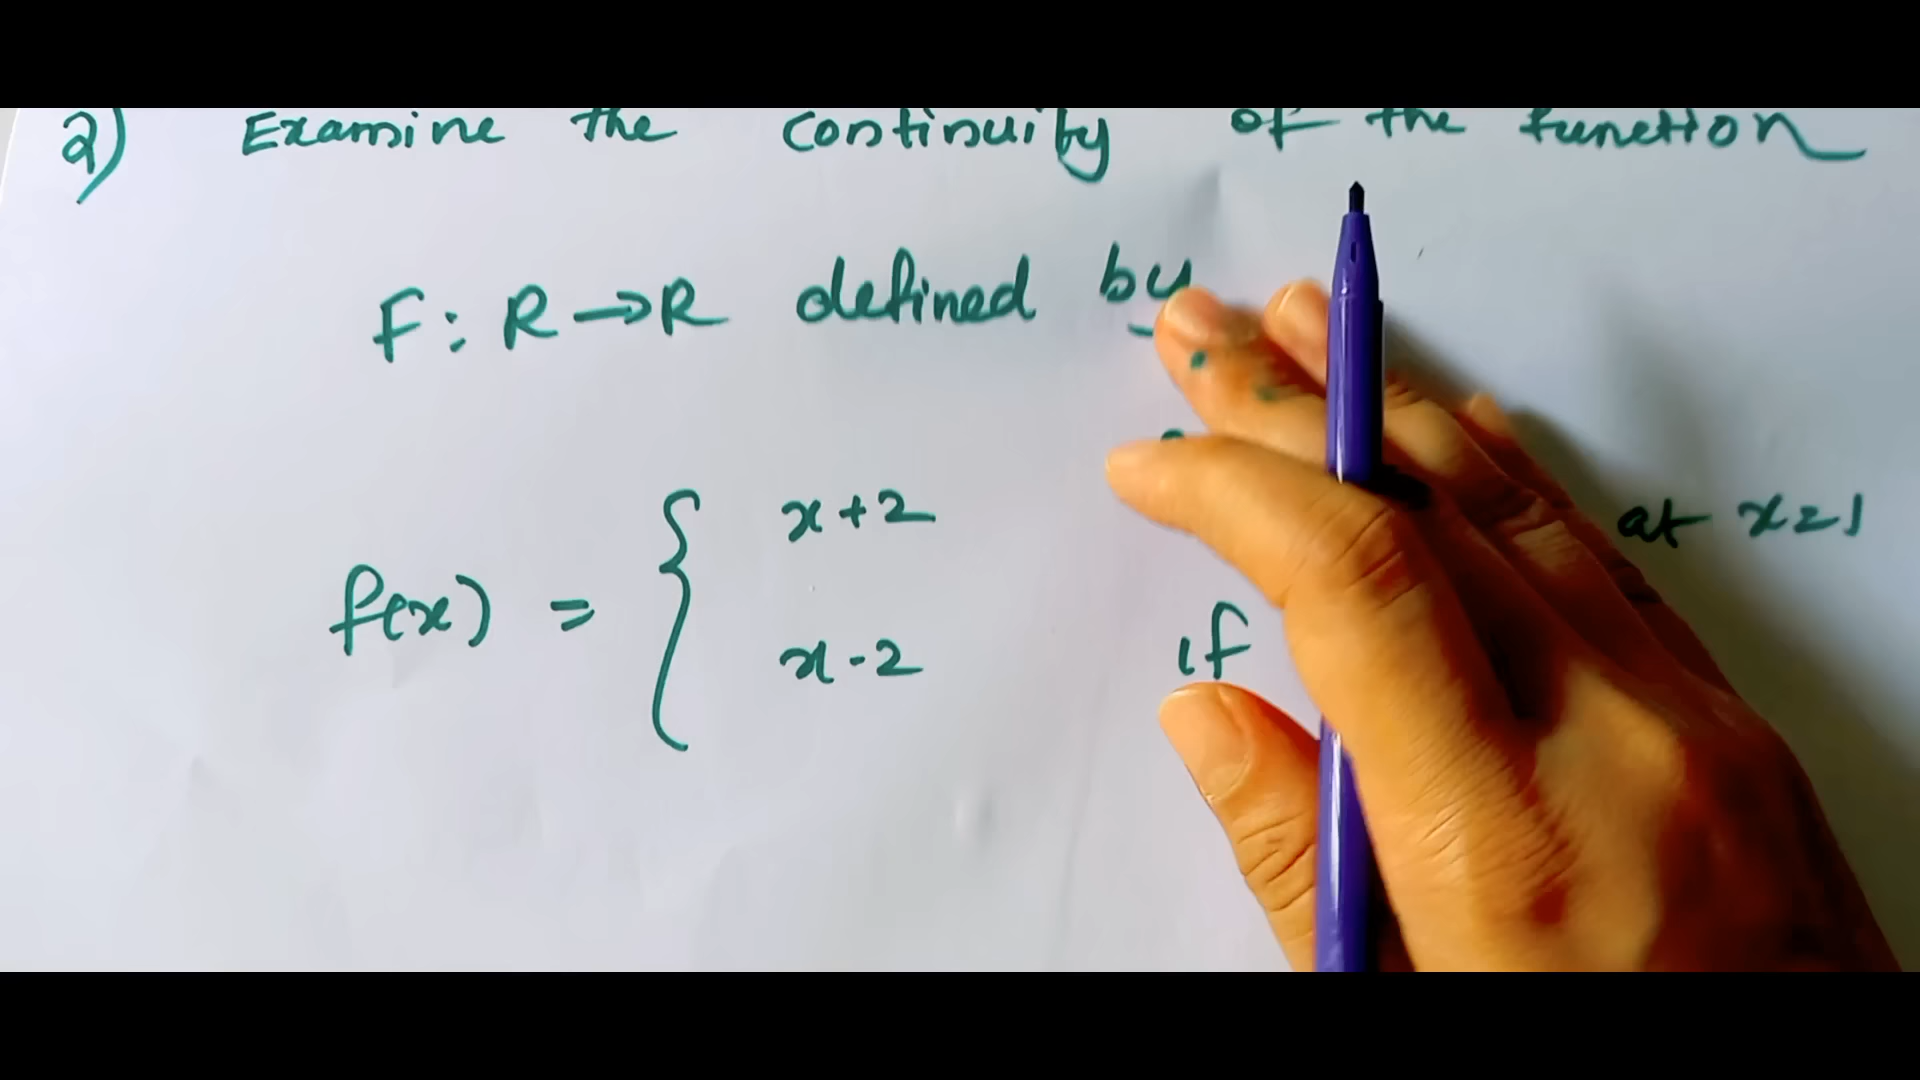 2) Examine the continuity of the function
F : R → R defined by
x+2 at x=1
f(x) = {
x-2 if